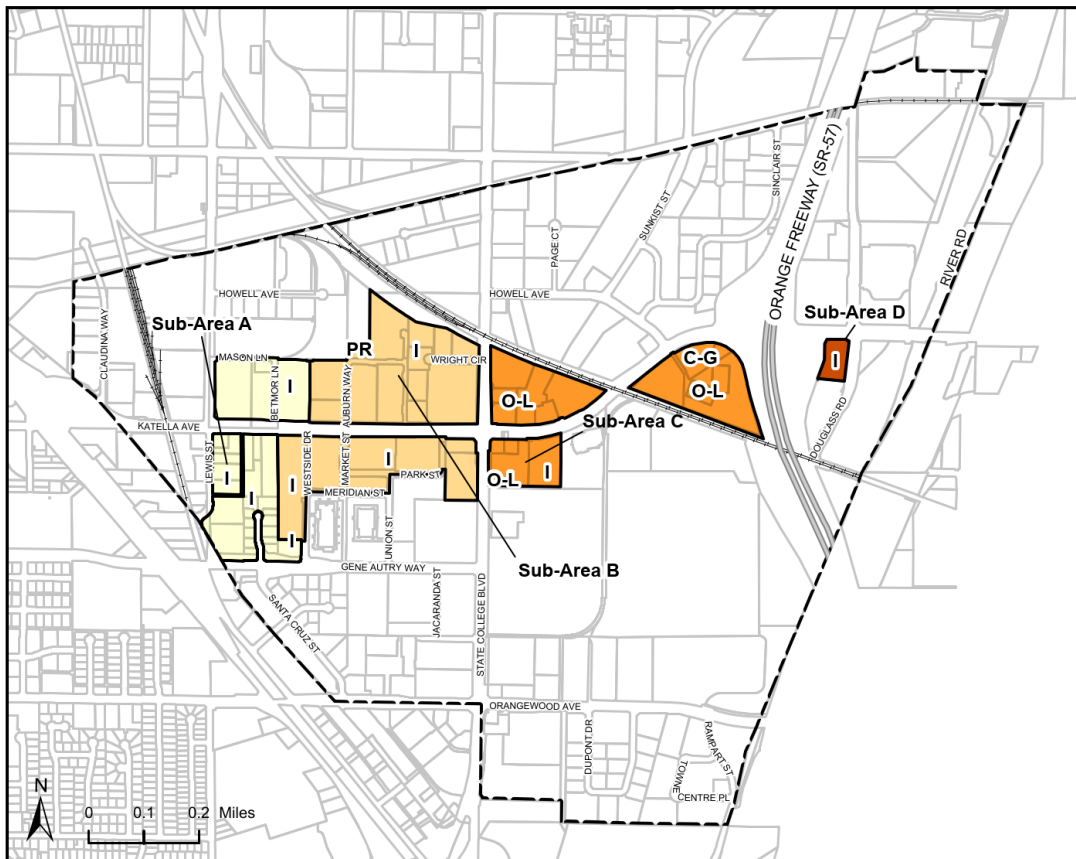 ORANGE FREEWAY (SR-57)
SINCLAIR ST
SUNKIST ST
PAGE CT
RIVER RD
CLAUDINA WAY
HOWELL AVE
HOWELL AVE
Sub-Area A
Sub-Area D
MASON LN
PR
I
WRIGHT CIR
C-G
I
BETMOR LN
I
AUBURN WAY
O-L
O-L
KATELLA AVE
Sub-Area C
DOUGLASS RD
LEWIS ST
WESTSIDE DR
MARKET ST
I
I
PARK ST
O-L
I
I
I
MERIDIAN ST
I
UNION ST
GENE AUTRY WAY
Sub-Area B
SANTA CRUZ ST
JACARANDA ST
STATE COLLEGE BLVD
ORANGEWOOD AVE
DUPONT DR
RAMPART ST
TOWNE
CENTRE PL
N
0 0.1 0.2 Miles